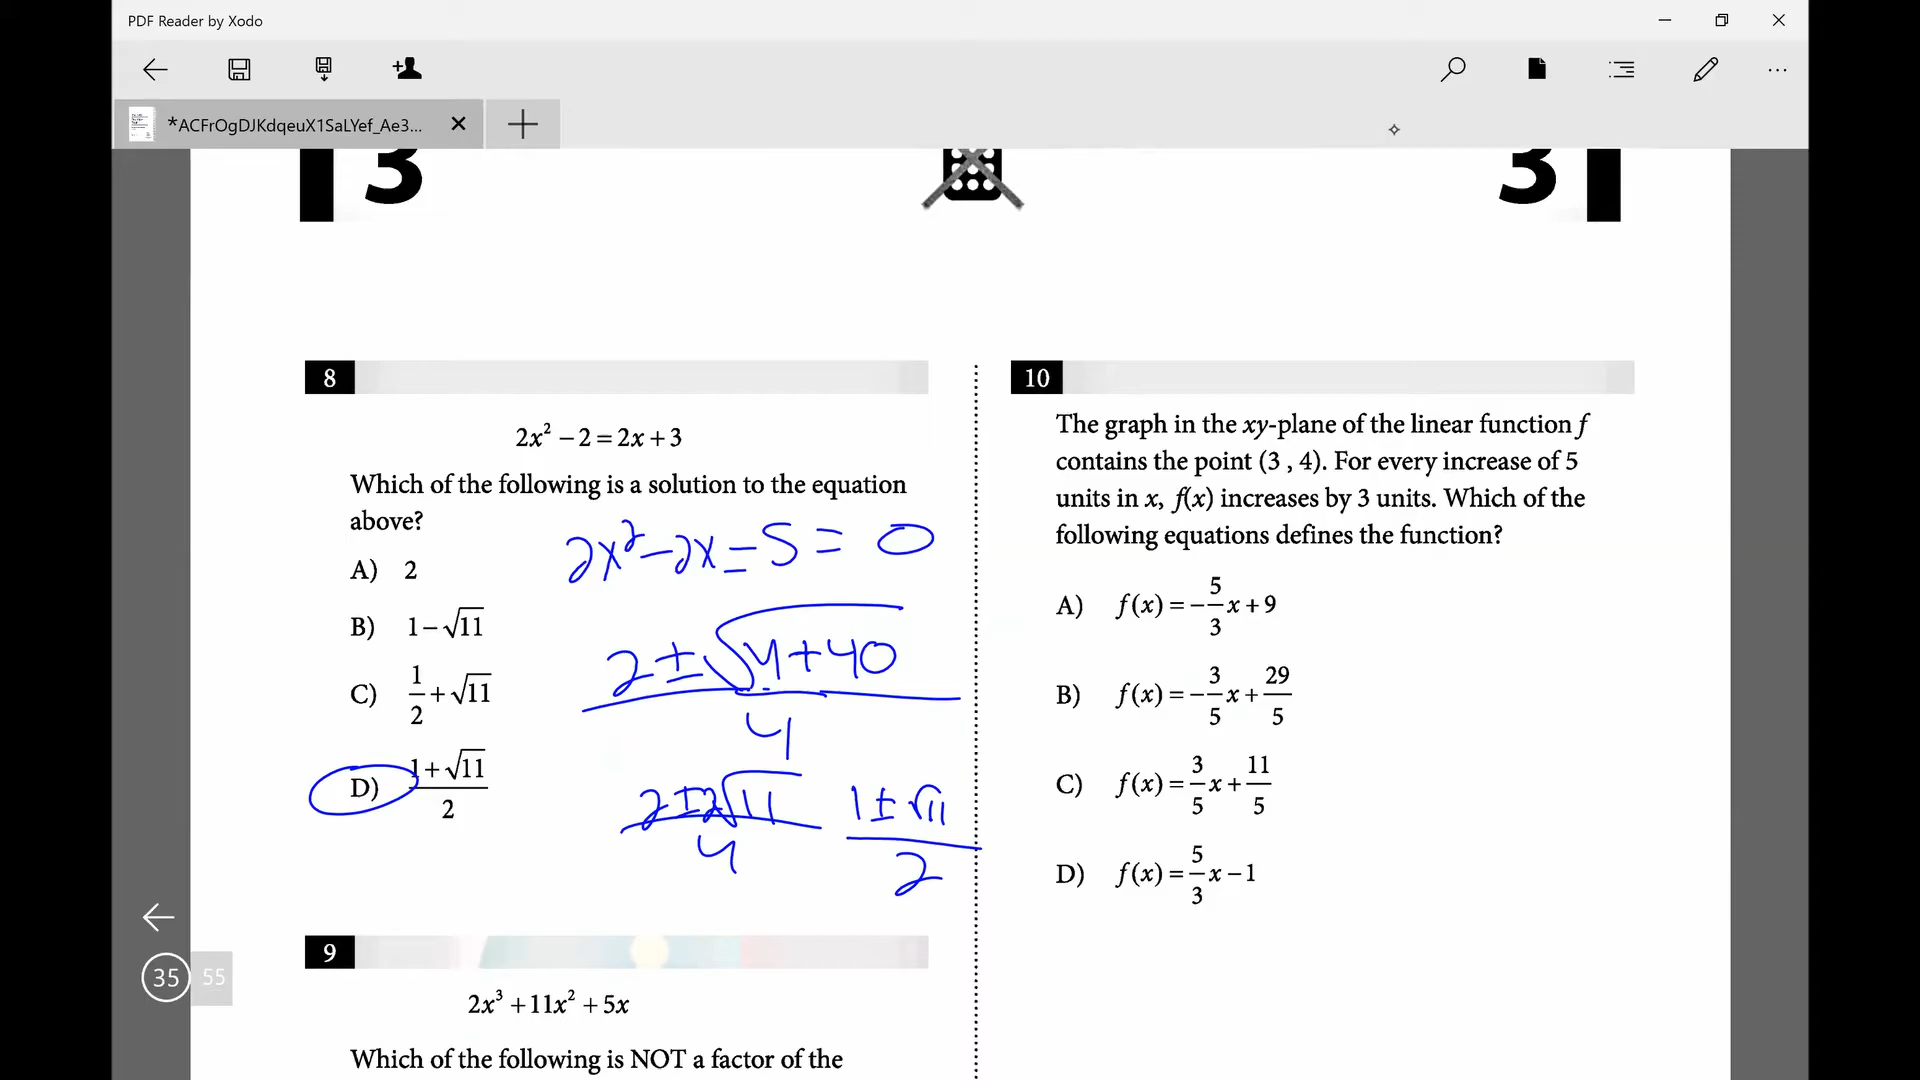 PDF Reader by Xodo
*ACFrOgDJKdqeuX1SaLYef_Ae3...
3
3
8
2x² − 2 = 2x + 3
Which of the following is a solution to the equation
above?
A) 2
B) 1 − √11
C) 1/2 + √11
D) (1 + √11)/2
2x² − 2x − 5 = 0
(2 ± √(4 + 40))/4
(2 ± 2√11)/4
(1 ± √11)/2
9
2x³ + 11x² + 5x
Which of the following is NOT a factor of the
10
The graph in the xy-plane of the linear function f
contains the point (3 , 4). For every increase of 5
units in x, f(x) increases by 3 units. Which of the
following equations defines the function?
A) f(x) = −5/3 x + 9
B) f(x) = −3/5 x + 29/5
C) f(x) = 3/5 x + 11/5
D) f(x) = 5/3 x − 1
35
55